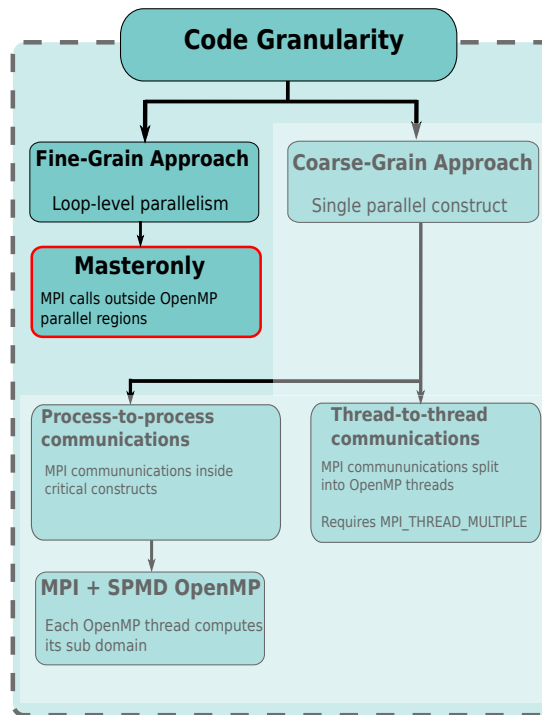 Code Granularity
Fine-Grain Approach
Loop-level parallelism
Coarse-Grain Approach
Single parallel construct
Masteronly
MPI calls outside OpenMP
parallel regions
Process-to-process
communications
MPI commununications inside
critical constructs
Thread-to-thread
communications
MPI commununications split
into OpenMP threads
Requires MPI_THREAD_MULTIPLE
MPI + SPMD OpenMP
Each OpenMP thread computes
its sub domain